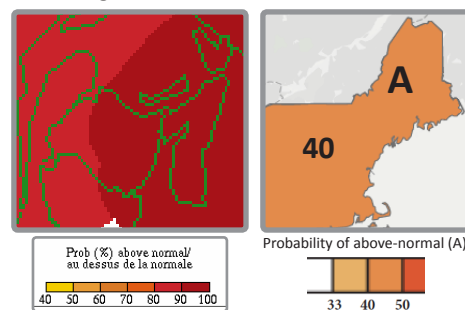 A
40
Prob (%) above normal/
au dessus de la normale
40 50 60 70 80 90 100
Probability of above-normal (A)
33 40 50